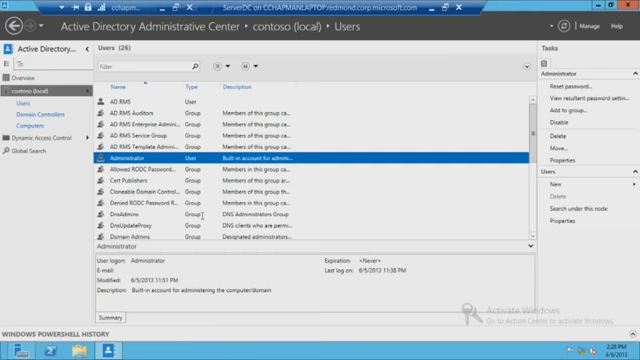 cchapm...
ServerDC on CCHAPMANLAPTOP.redmond.corp.microsoft.com
Active Directory Administrative Center • contoso (local) • Users
Manage
Help
Active Directory...
Overview
contoso (local)
Users
Domain Controllers
Computers
Dynamic Access Control
Global Search
Users (26)
Filter
Name Type Description
AD RMS User
AD RMS Auditors Group Members of this group ca...
AD RMS Enterprise Admini... Group Members of this group ca...
AD RMS Service Group Group Members of this group ca...
AD RMS Template Admini... Group Members of this group ca...
Administrator User Built-in account for admini...
Allowed RODC Password... Group Members in this group ca...
Cert Publishers Group Members of this group ar...
Cloneable Domain Control... Group Members of this group ca...
Denied RODC Password R... Group Members in this group ca...
DnsAdmins Group DNS Administrators Group
DnsUpdateProxy Group DNS clients who are perm...
Domain Admins Group Designated administrators...
Administrator
User logon: Administrator
E-mail:
Modified: 6/5/2013 11:51 PM
Description: Built-in account for administering the computer/domain
Expiration: <Never>
Last log on: 6/5/2013 11:38 PM
Summary
Tasks
Administrator
Reset password...
View resultant password settin...
Add to group...
Disable
Delete
Move...
Properties
Users
New
Delete
Search under this node
Properties
Activate Windows
Go to Action Center to activate Windows.
WINDOWS POWERSHELL HISTORY
2:28 PM
8/6/2013